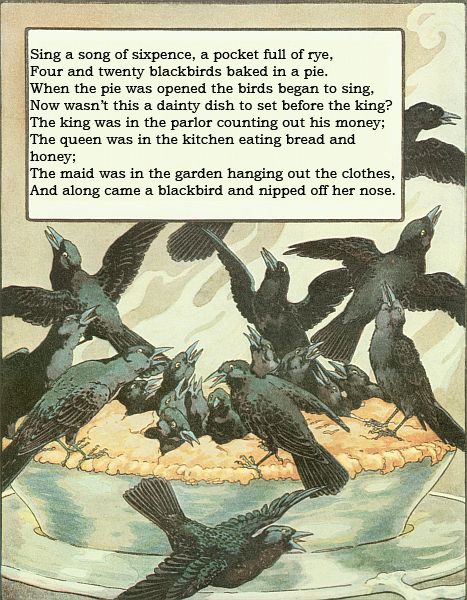 Sing a song of sixpence, a pocket full of rye,
Four and twenty blackbirds baked in a pie.
When the pie was opened the birds began to sing,
Now wasn't this a dainty dish to set before the king?
The king was in the parlor counting out his money;
The queen was in the kitchen eating bread and
honey;
The maid was in the garden hanging out the clothes,
And along came a blackbird and nipped off her nose.